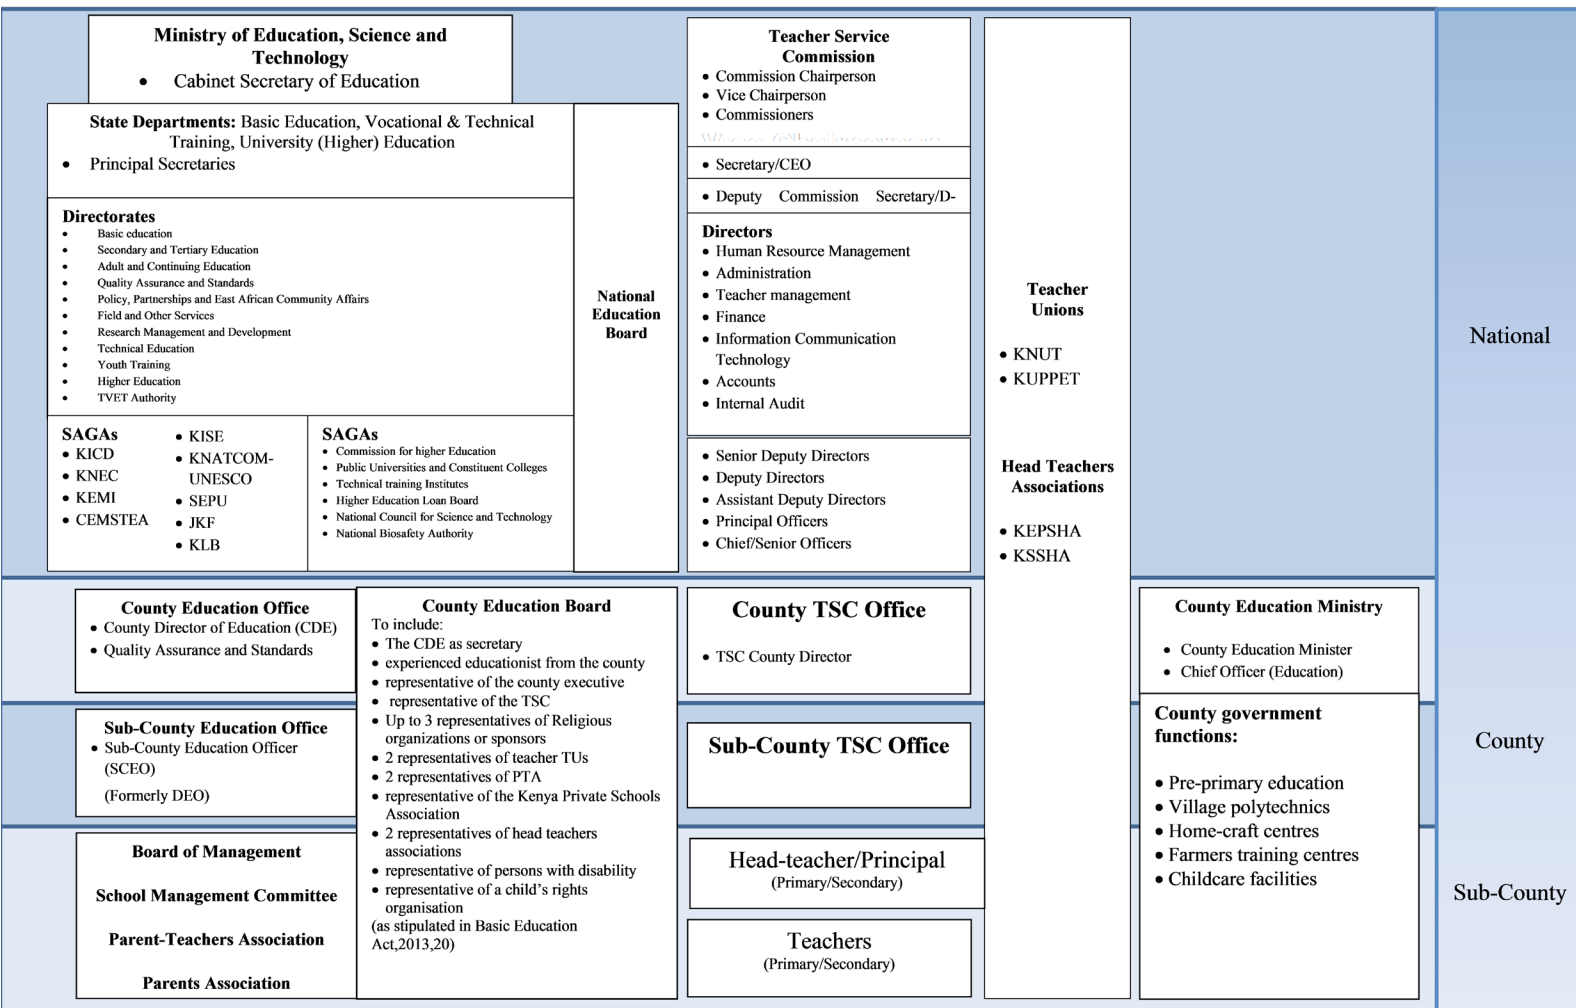 Ministry of Education, Science and
Technology
• Cabinet Secretary of Education
State Departments: Basic Education, Vocational & Technical
Training, University (Higher) Education
• Principal Secretaries
Directorates
• Basic education
• Secondary and Tertiary Education
• Adult and Continuing Education
• Quality Assurance and Standards
• Policy, Partnerships and East African Community Affairs
• Field and Other Services
• Research Management and Development
• Technical Education
• Youth Training
• Higher Education
• TVET Authority
SAGAs
• KICD
• KNEC
• KEMI
• CEMSTEA
• KISE
• KNATCOM-
UNESCO
• SEPU
• JKF
• KLB
SAGAs
• Commission for higher Education
• Public Universities and Constituent Colleges
• Technical training Institutes
• Higher Education Loan Board
• National Council for Science and Technology
• National Biosafety Authority
National
Education
Board
Teacher Service
Commission
• Commission Chairperson
• Vice Chairperson
• Commissioners
• Secretary/CEO
• Deputy Commission Secretary/D-
Directors
• Human Resource Management
• Administration
• Teacher management
• Finance
• Information Communication
Technology
• Accounts
• Internal Audit
• Senior Deputy Directors
• Deputy Directors
• Assistant Deputy Directors
• Principal Officers
• Chief/Senior Officers
Teacher
Unions
• KNUT
• KUPPET
Head Teachers
Associations
• KEPSHA
• KSSHA
National
County Education Office
• County Director of Education (CDE)
• Quality Assurance and Standards
County Education Board
To include:
• The CDE as secretary
• experienced educationist from the county
• representative of the county executive
• representative of the TSC
• Up to 3 representatives of Religious
organizations or sponsors
• 2 representatives of teacher TUs
• 2 representatives of PTA
• representative of the Kenya Private Schools
Association
• 2 representatives of head teachers
associations
• representative of persons with disability
• representative of a child's rights
organisation
(as stipulated in Basic Education
Act,2013,20)
County TSC Office
• TSC County Director
County Education Ministry
• County Education Minister
• Chief Officer (Education)
County government
functions:
• Pre-primary education
• Village polytechnics
• Home-craft centres
• Farmers training centres
• Childcare facilities
County
Sub-County Education Office
• Sub-County Education Officer
(SCEO)
(Formerly DEO)
Sub-County TSC Office
Board of Management
School Management Committee
Parent-Teachers Association
Parents Association
Head-teacher/Principal
(Primary/Secondary)
Teachers
(Primary/Secondary)
Sub-County